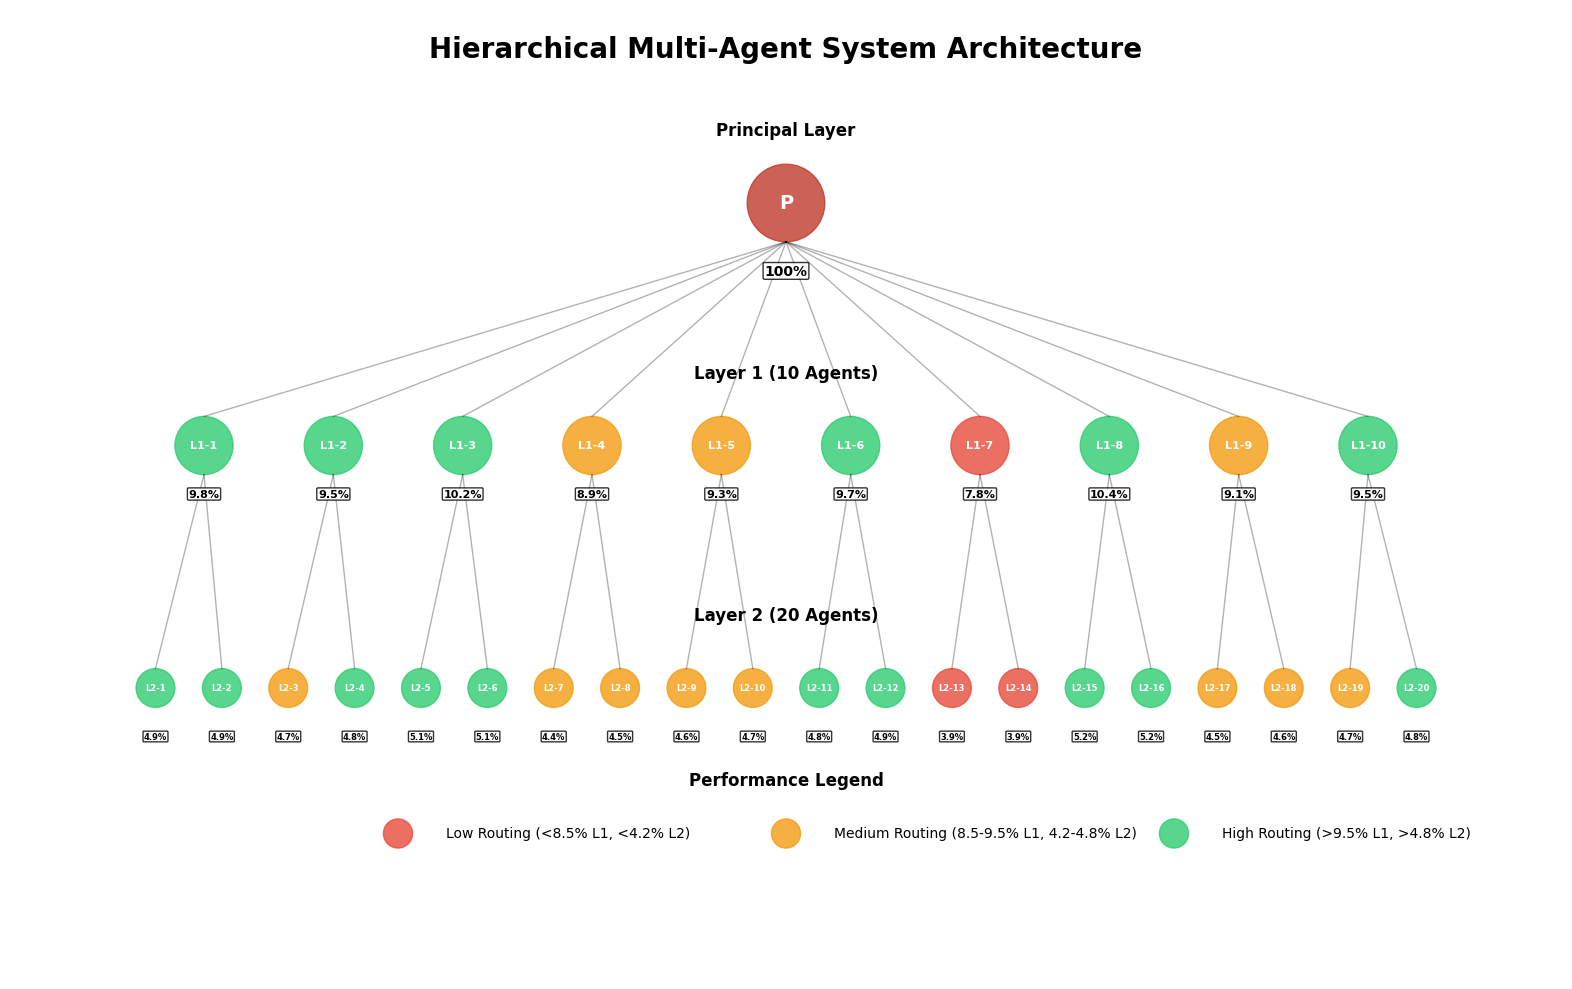 Hierarchical Multi-Agent System Architecture
Principal Layer
P
100%
Layer 1 (10 Agents)
L1-1 L1-2 L1-3 L1-4 L1-5 L1-6 L1-7 L1-8 L1-9 L1-10
9.8% 9.5% 10.2% 8.9% 9.3% 9.7% 7.8% 10.4% 9.1% 9.5%
Layer 2 (20 Agents)
L2-1 L2-2 L2-3 L2-4 L2-5 L2-6 L2-7 L2-8 L2-9 L2-10 L2-11 L2-12 L2-13 L2-14 L2-15 L2-16 L2-17 L2-18 L2-19 L2-20
4.9% 4.9% 4.7% 4.8% 5.1% 5.1% 4.4% 4.5% 4.6% 4.7% 4.8% 4.9% 3.9% 3.9% 5.2% 5.2% 4.5% 4.6% 4.7% 4.8%
Performance Legend
Low Routing (<8.5% L1, <4.2% L2) Medium Routing (8.5-9.5% L1, 4.2-4.8% L2) High Routing (>9.5% L1, >4.8% L2)